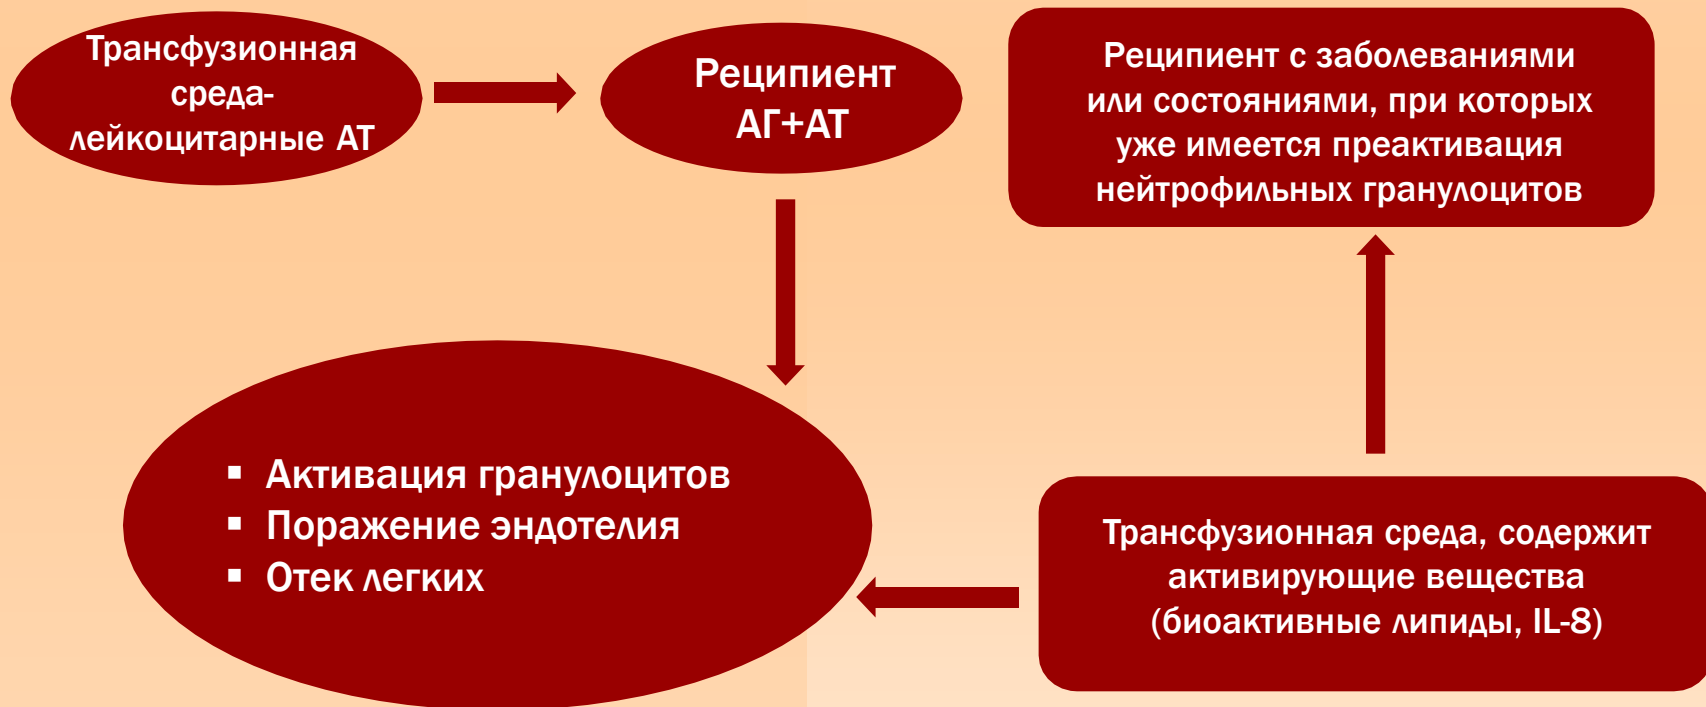 Трансфузионная
среда-
лейкоцитарные АТ
Реципиент
АГ+АТ
Реципиент с заболеваниями
или состояниями, при которых
уже имеется преактивация
нейтрофильных гранулоцитов
▪ Активация гранулоцитов
▪ Поражение эндотелия
▪ Отек легких
Трансфузионная среда, содержит
активирующие вещества
(биоактивные липиды, IL-8)